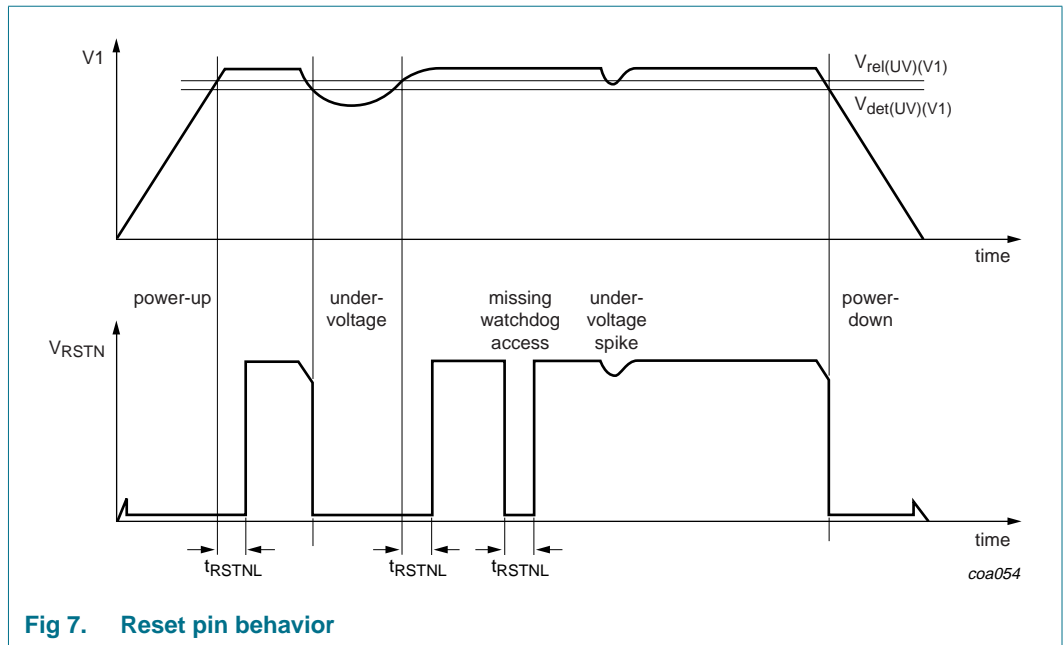 V1
Vrel(UV)(V1)
Vdet(UV)(V1)
time
power-up
under-
voltage
missing
watchdog
access
under-
voltage
spike
power-
down
VRSTN
time
tRSTNL
tRSTNL
tRSTNL
coa054
Fig 7. Reset pin behavior